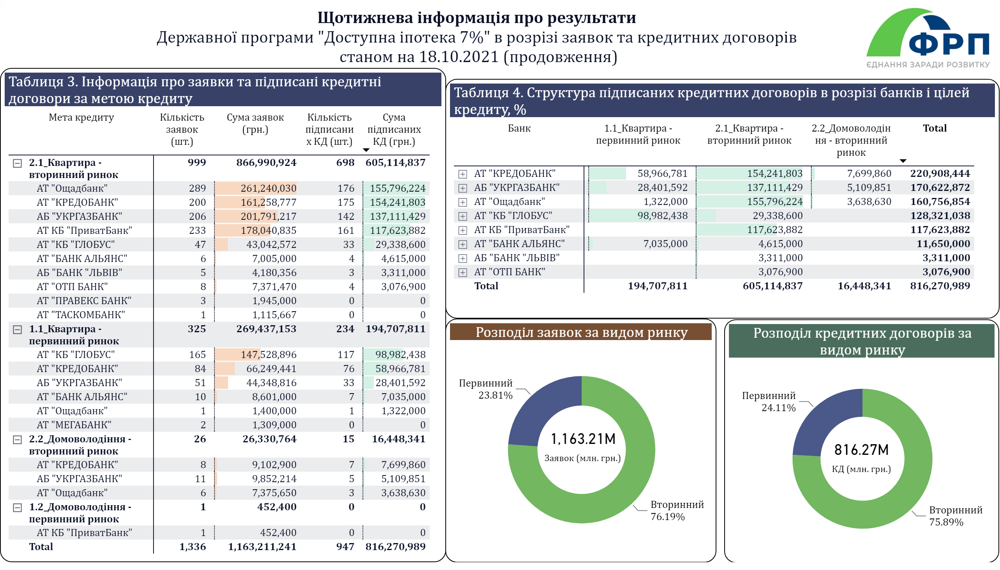 Щотижнева інформація про результати
Державної програми "Доступна іпотека 7%" в розрізі заявок та кредитних договорів
станом на 18.10.2021 (продовження)
ФРП
ЄДНАННЯ ЗАРАДИ РОЗВИТКУ
Таблиця 3. Інформація про заявки та підписані кредитні
договори за метою кредиту
Мета кредиту Кількість Сума заявок Кількість Сума
заявок (грн.) підписани підписаних
(шт.) х КД (шт.) КД (грн.)
2.1_Квартира - 999 866,990,924 698 605,114,837
вторинний ринок
АТ "Ощадбанк" 289 261,240,030 176 155,796,224
АТ "КРЕДОБАНК" 200 161,258,777 175 154,241,803
АБ "УКРГАЗБАНК" 206 201,791,217 142 137,111,429
АТ КБ "ПриватБанк" 233 178,040,835 161 117,623,882
АТ "КБ "ГЛОБУС" 47 43,042,572 33 29,338,600
АТ "БАНК АЛЬЯНС" 6 7,005,000 4 4,615,000
АБ "БАНК "ЛЬВІВ" 5 4,180,356 3 3,311,000
АТ "ОТП БАНК" 8 7,371,470 4 3,076,900
АТ "ПРАВЕКС БАНК" 3 1,945,000 0 0
АТ "ТАСКОМБАНК" 1 1,115,667 0 0
1.1_Квартира - 325 269,437,153 234 194,707,811
первинний ринок
АТ "КБ "ГЛОБУС" 165 147,528,896 117 98,982,438
АТ "КРЕДОБАНК" 84 66,249,441 76 58,966,781
АБ "УКРГАЗБАНК" 51 44,348,816 33 28,401,592
АТ "БАНК АЛЬЯНС" 10 8,601,000 7 7,035,000
АТ "Ощадбанк" 1 1,400,000 1 1,322,000
АТ "МЕГАБАНК" 2 1,309,000 0 0
2.2_Домоволодіння - 26 26,330,764 15 16,448,341
вторинний ринок
АТ "КРЕДОБАНК" 8 9,102,900 7 7,699,860
АБ "УКРГАЗБАНК" 11 9,852,214 5 5,109,851
АТ "Ощадбанк" 6 7,375,650 3 3,638,630
1.2_Домоволодіння - 1 452,400 0 0
первинний ринок
АТ КБ "ПриватБанк" 1 452,400 0 0
Total 1,336 1,163,211,241 947 816,270,989
Таблиця 4. Структура підписаних кредитних договорів в розрізі банків і цілей
кредиту, %
Банк 1.1_Квартира - 2.1_Квартира - 2.2_Домоволодін Total
первинний ринок вторинний ринок ня - вторинний
ринок
АТ "КРЕДОБАНК" 58,966,781 154,241,803 7,699,860 220,908,444
АБ "УКРГАЗБАНК" 28,401,592 137,111,429 5,109,851 170,622,872
АТ "Ощадбанк" 1,322,000 155,796,224 3,638,630 160,756,854
АТ "КБ "ГЛОБУС" 98,982,438 29,338,600 128,321,038
АТ КБ "ПриватБанк" 117,623,882 117,623,882
АТ "БАНК АЛЬЯНС" 7,035,000 4,615,000 11,650,000
АБ "БАНК "ЛЬВІВ" 3,311,000 3,311,000
АТ "ОТП БАНК" 3,076,900 3,076,900
Total 194,707,811 605,114,837 16,448,341 816,270,989
Розподіл заявок за видом ринку
Первинний
23.81%
1,163.21M
Заявок (млн. грн.)
Вторинний
76.19%
Розподіл кредитних договорів за
видом ринку
Первинний
24.11%
816.27M
КД (млн. грн.)
Вторинний
75.89%